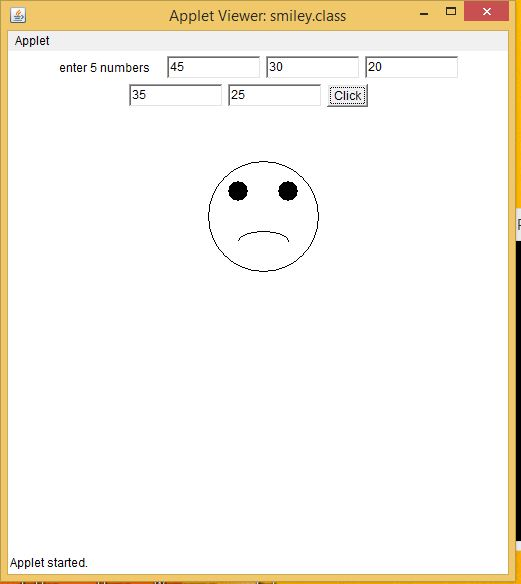 Applet Viewer: smiley.class
Applet
enter 5 numbers 45 30 20
35 25 Click
Applet started.